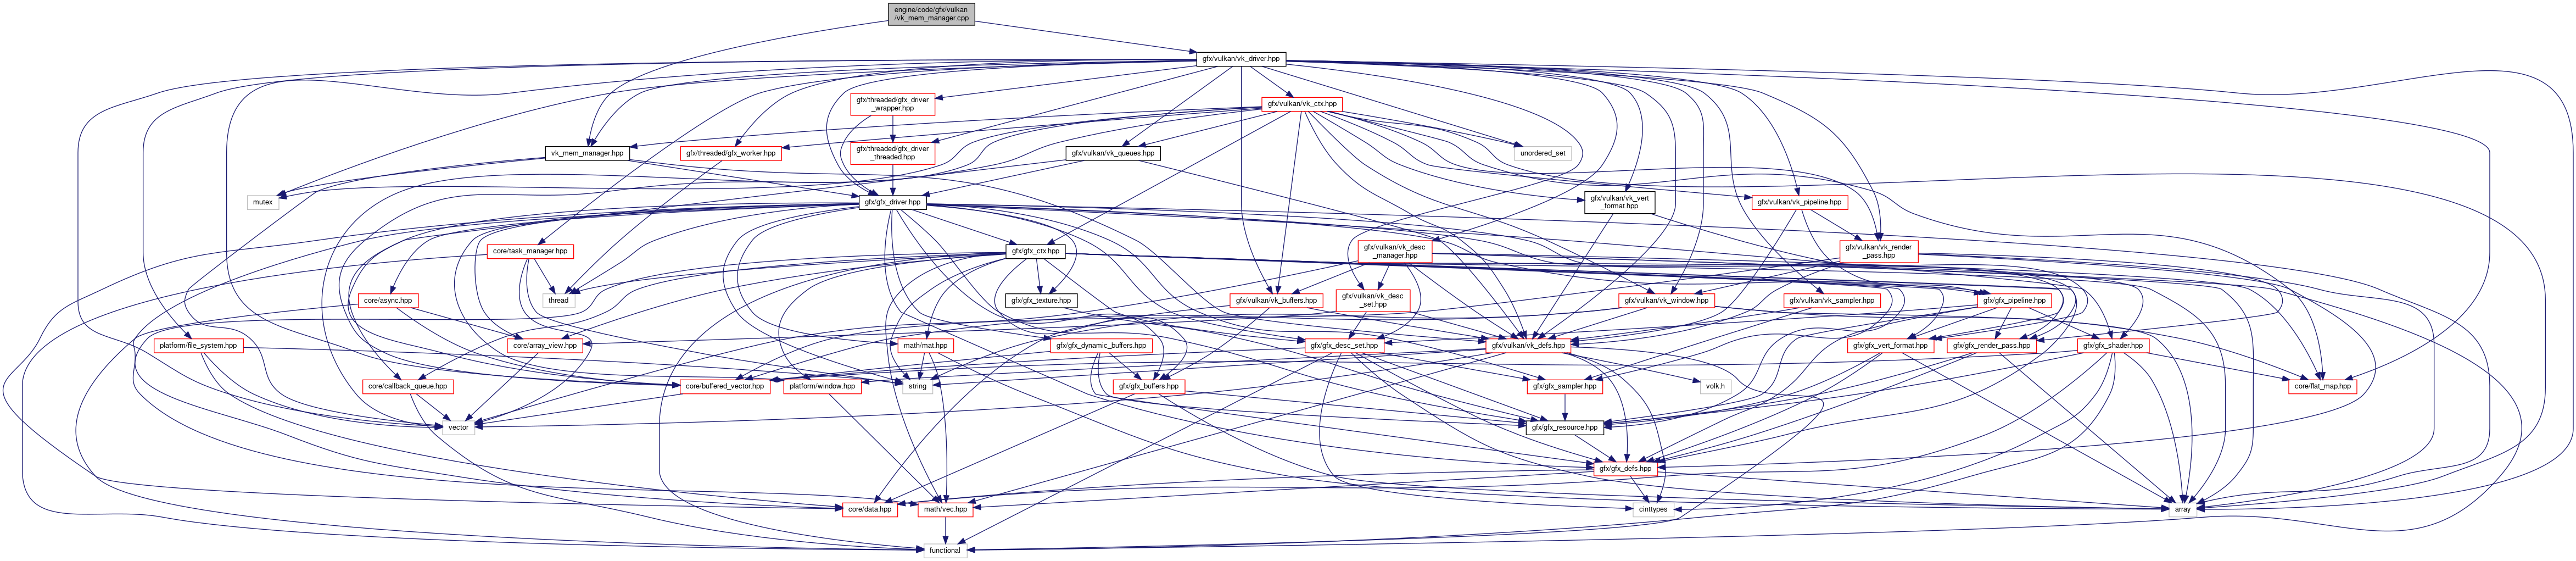 engine/code/gfx/vulkan
/vk_mem_manager.cpp
gfx/vulkan/vk_driver.hpp
gfx/threaded/gfx_driver
_wrapper.hpp
gfx/vulkan/vk_ctx.hpp
vk_mem_manager.hpp
gfx/threaded/gfx_worker.hpp
gfx/threaded/gfx_driver
_threaded.hpp
gfx/vulkan/vk_queues.hpp
unordered_set
mutex
gfx/gfx_driver.hpp
gfx/vulkan/vk_vert
_format.hpp
gfx/vulkan/vk_pipeline.hpp
core/task_manager.hpp
gfx/gfx_ctx.hpp
gfx/vulkan/vk_desc
_manager.hpp
gfx/vulkan/vk_render
_pass.hpp
core/async.hpp
thread
gfx/gfx_texture.hpp
gfx/vulkan/vk_buffers.hpp
gfx/vulkan/vk_desc
_set.hpp
gfx/vulkan/vk_window.hpp
gfx/vulkan/vk_sampler.hpp
gfx/gfx_pipeline.hpp
platform/file_system.hpp
core/array_view.hpp
math/mat.hpp
gfx/gfx_dynamic_buffers.hpp
gfx/gfx_desc_set.hpp
gfx/vulkan/vk_defs.hpp
gfx/gfx_vert_format.hpp
gfx/gfx_render_pass.hpp
gfx/gfx_shader.hpp
core/callback_queue.hpp
core/buffered_vector.hpp
platform/window.hpp
string
gfx/gfx_buffers.hpp
gfx/gfx_sampler.hpp
volk.h
core/flat_map.hpp
vector
gfx/gfx_resource.hpp
gfx/gfx_defs.hpp
core/data.hpp
math/vec.hpp
cinttypes
array
functional